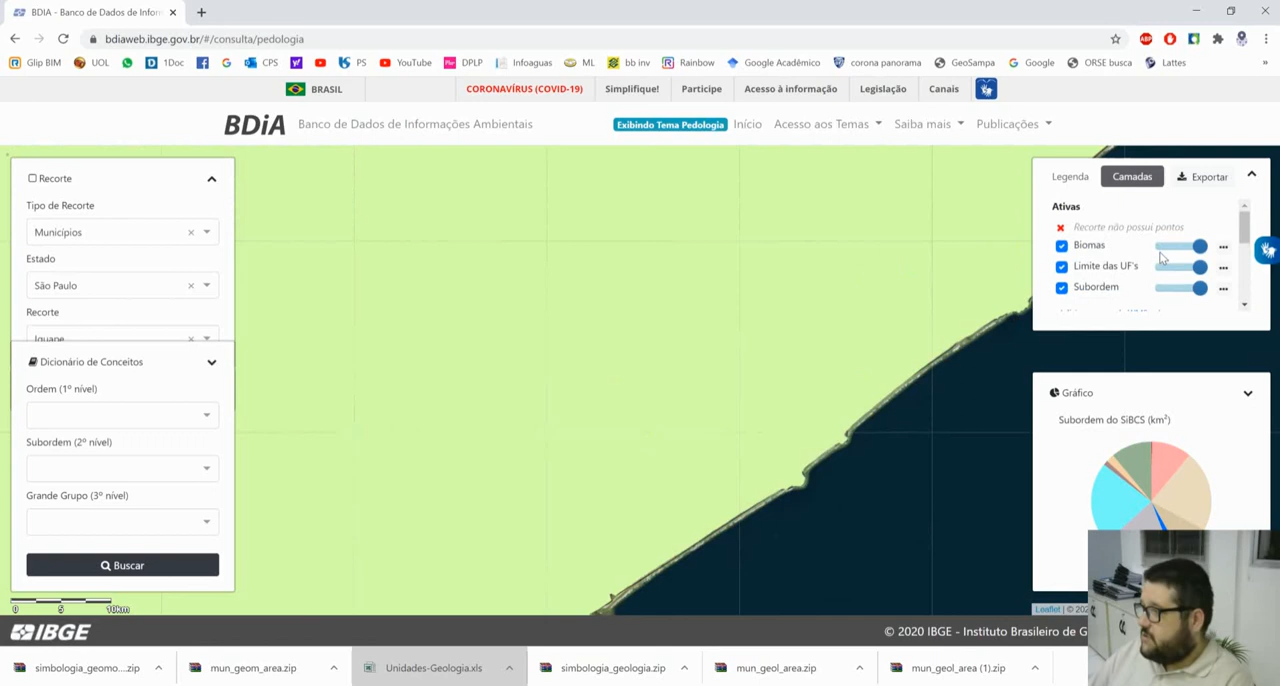 BDIA - Banco de Dados de Inform
bdiaweb.ibge.gov.br/#/consulta/pedologia
Glip BIM UOL 1Doc CPS PS YouTube DPLP Infoaguas ML bb inv Rainbow Google Acadêmico corona panorama GeoSampa Google ORSE busca Lattes »
BRASIL CORONAVÍRUS (COVID-19) Simplifique! Participe Acesso à informação Legislação Canais
BDiA Banco de Dados de Informações Ambientais Exibindo Tema Pedologia Início Acesso aos Temas Saiba mais Publicações
Recorte
Tipo de Recorte
Municípios
Estado
São Paulo
Recorte
Iguape
Dicionário de Conceitos
Ordem (1º nível)
Subordem (2º nível)
Grande Grupo (3º nível)
Buscar
0 5 10km
Legenda Camadas Exportar
Ativas
Recorte não possui pontos
Biomas
Limite das UF's
Subordem
Gráfico
Subordem do SiBCS (km²)
Leaflet | © 202
IBGE © 2020 IBGE - Instituto Brasileiro de G
simbologia_geomo....zip mun_geom_area.zip Unidades-Geologia.xls simbologia_geologia.zip mun_geol_area.zip mun_geol_area (1).zip